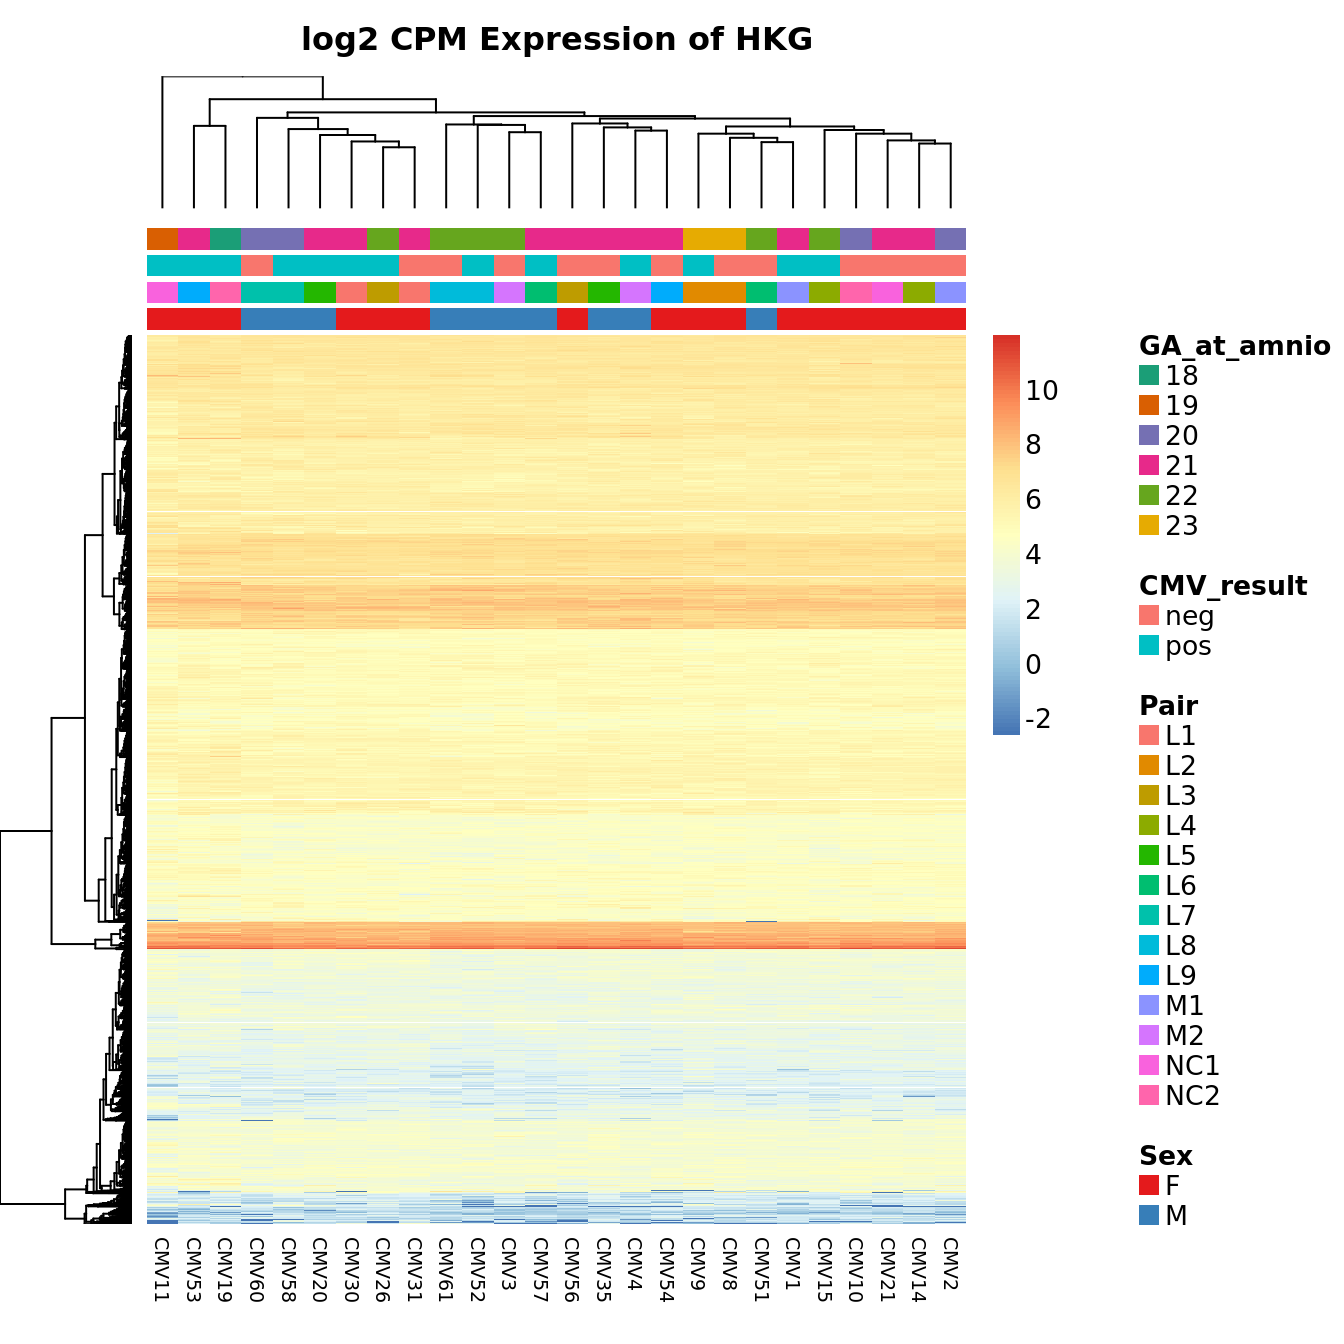 log2 CPM Expression of HKG
10
8
6
4
2
0
-2
GA_at_amnio
18
19
20
21
22
23
CMV_result
neg
pos
Pair
L1
L2
L3
L4
L5
L6
L7
L8
L9
M1
M2
NC1
NC2
Sex
F
M
CMV11
CMV53
CMV19
CMV60
CMV58
CMV20
CMV30
CMV26
CMV31
CMV61
CMV52
CMV3
CMV57
CMV56
CMV35
CMV4
CMV54
CMV9
CMV8
CMV51
CMV1
CMV15
CMV10
CMV21
CMV14
CMV2